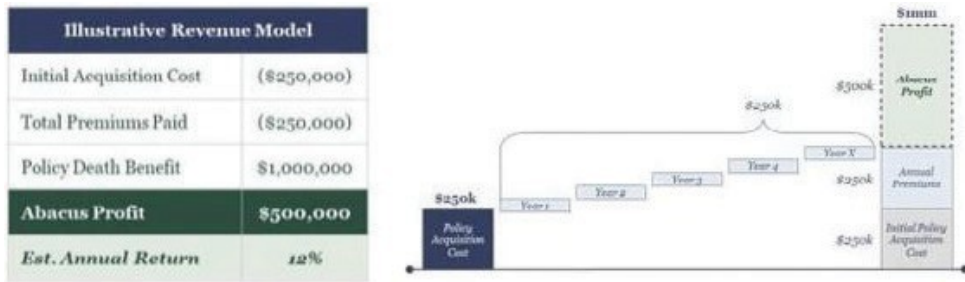 Illustrative Revenue Model
Initial Acquisition Cost ($250,000)
Total Premiums Paid ($250,000)
Policy Death Benefit $1,000,000
Abacus Profit $500,000
Est. Annual Return 12%
$1mm
$500k
Abacus
Profit
$250k
Year 1
Year 2
Year 3
Year 4
Year X
$250k
Annual
Premiums
$250k
Policy
Acquisition
Cost
$250k
Initial Policy
Acquisition
Cost